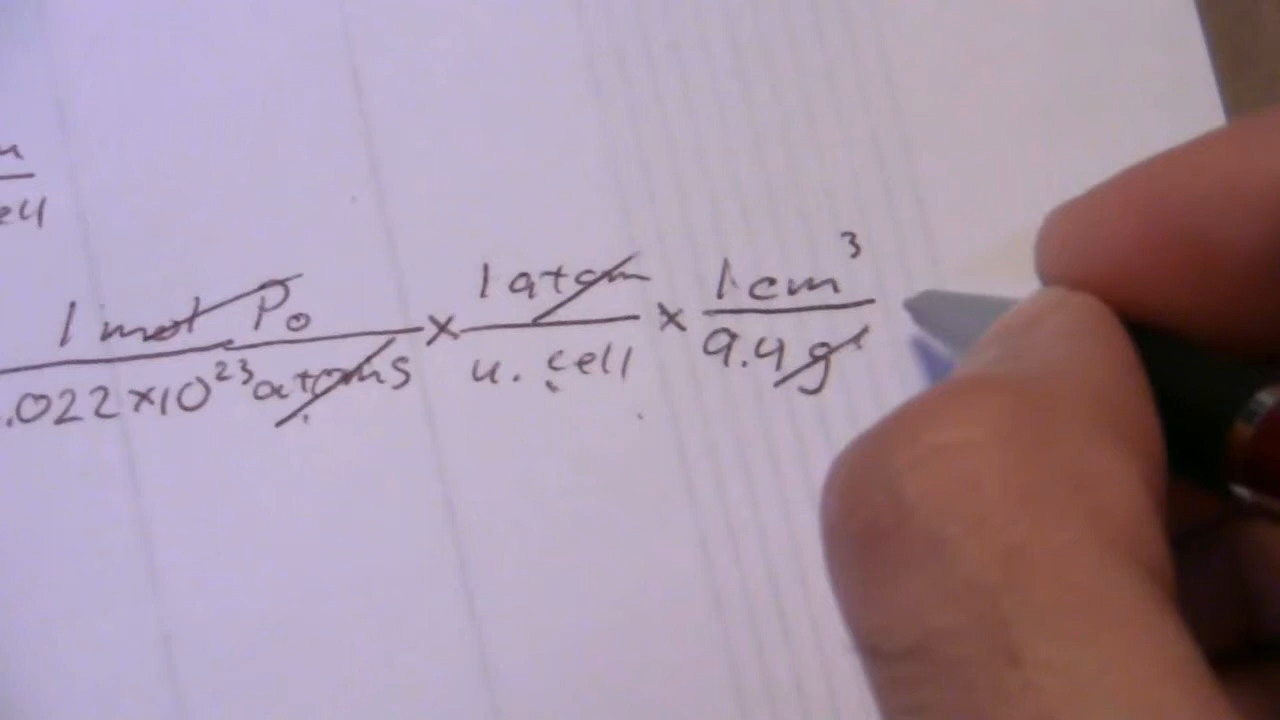 1 mol Po × 1 atom × 1 cm³
.022×10²³ atoms u. cell 9.4 g